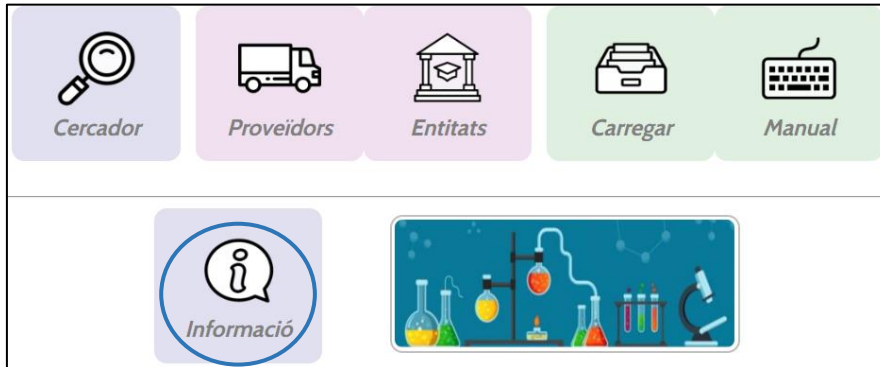 Cercador
Proveïdors
Entitats
Carregar
Manual
Informació